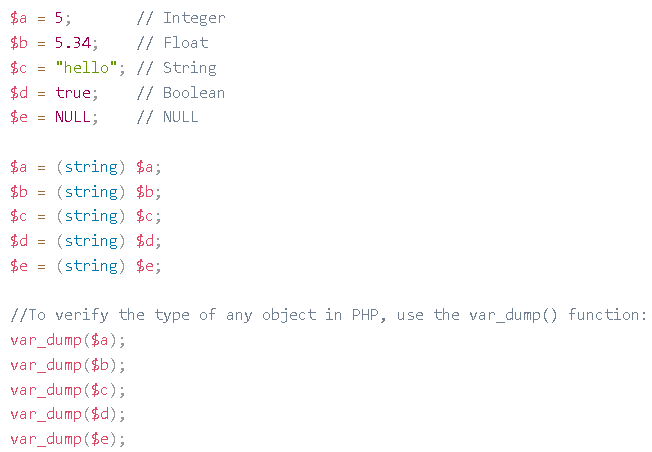 $a = 5;       // Integer
$b = 5.34;    // Float
$c = "hello"; // String
$d = true;    // Boolean
$e = NULL;    // NULL

$a = (string) $a;
$b = (string) $b;
$c = (string) $c;
$d = (string) $d;
$e = (string) $e;

//To verify the type of any object in PHP, use the var_dump() function:
var_dump($a);
var_dump($b);
var_dump($c);
var_dump($d);
var_dump($e);